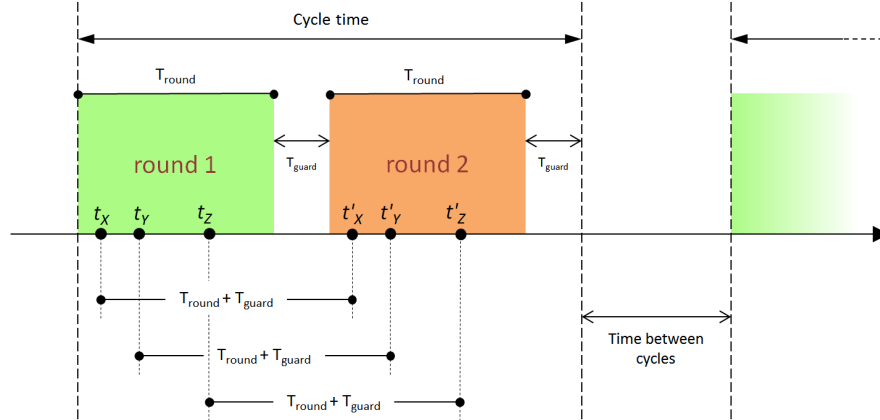 Cycle time
T_round
T_round
round 1
T_guard
round 2
T_guard
t_X t_Y t_Z t'_X t'_Y t'_Z
T_round + T_guard
T_round + T_guard
T_round + T_guard
Time between
cycles